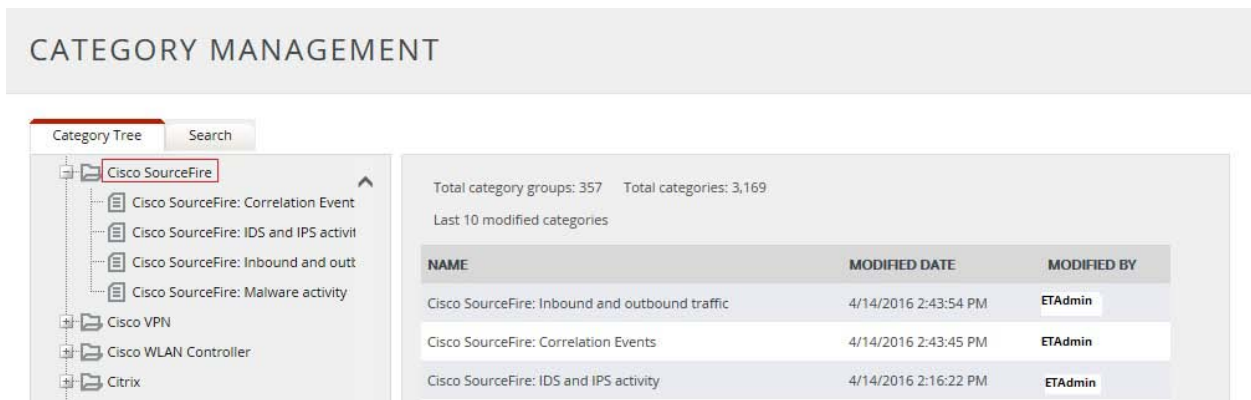 CATEGORY MANAGEMENT
Category Tree
Search
Cisco SourceFire
Cisco SourceFire: Correlation Event
Cisco SourceFire: IDS and IPS activit
Cisco SourceFire: Inbound and outb
Cisco SourceFire: Malware activity
Cisco VPN
Cisco WLAN Controller
Citrix
Total category groups: 357 Total categories: 3,169
Last 10 modified categories
NAME MODIFIED DATE MODIFIED BY
Cisco SourceFire: Inbound and outbound traffic 4/14/2016 2:43:54 PM ETAdmin
Cisco SourceFire: Correlation Events 4/14/2016 2:43:45 PM ETAdmin
Cisco SourceFire: IDS and IPS activity 4/14/2016 2:16:22 PM ETAdmin